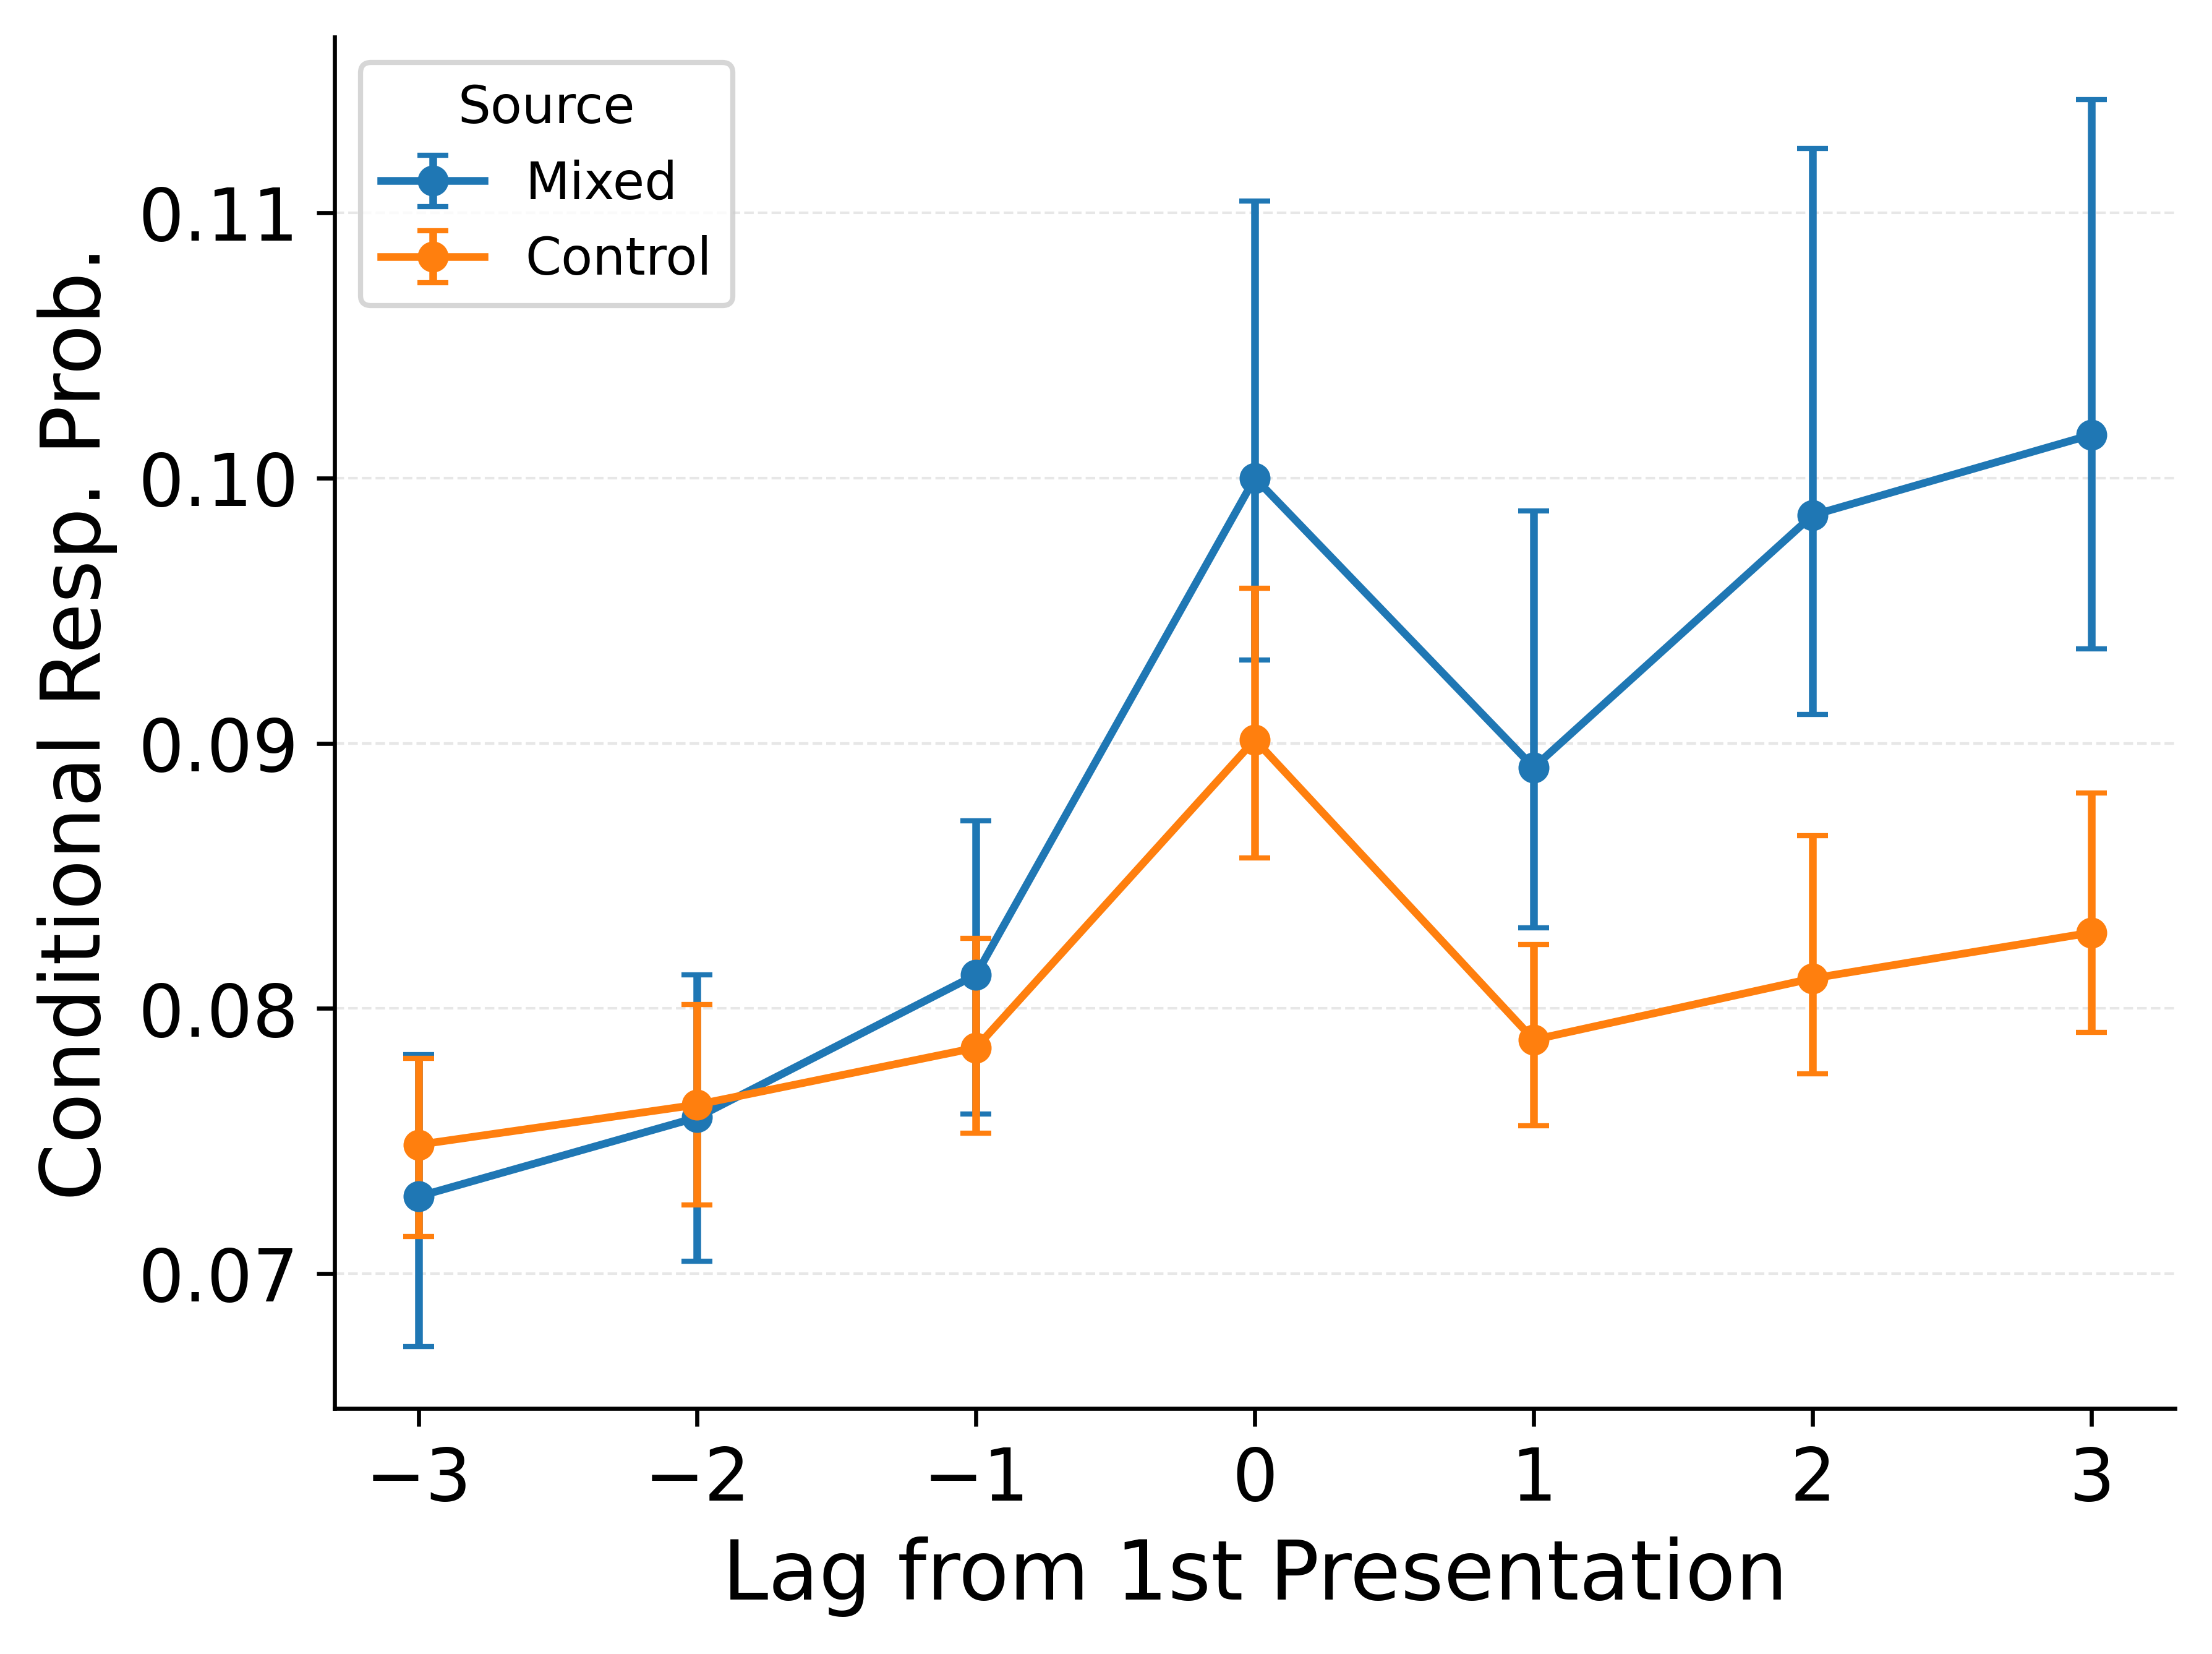 Source
Mixed
Control
Conditional Resp. Prob.
0.11
0.10
0.09
0.08
0.07
−3 −2 −1 0 1 2 3
Lag from 1st Presentation